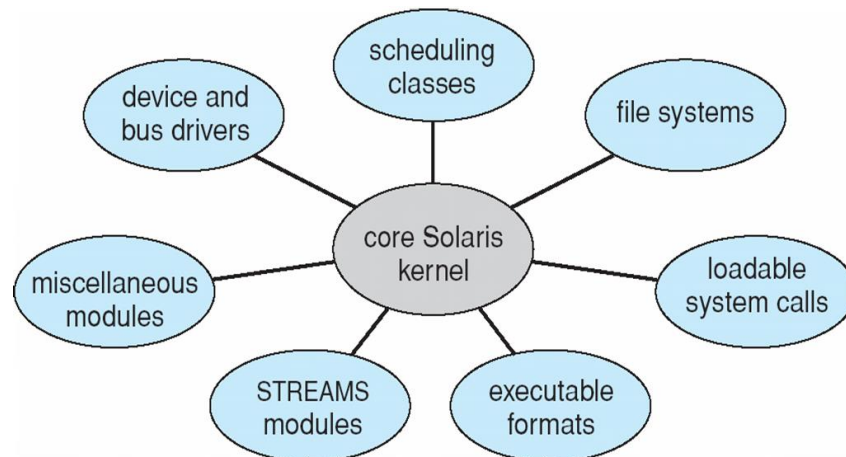 scheduling
classes
device and
bus drivers
file systems
core Solaris
kernel
miscellaneous
modules
loadable
system calls
STREAMS
modules
executable
formats